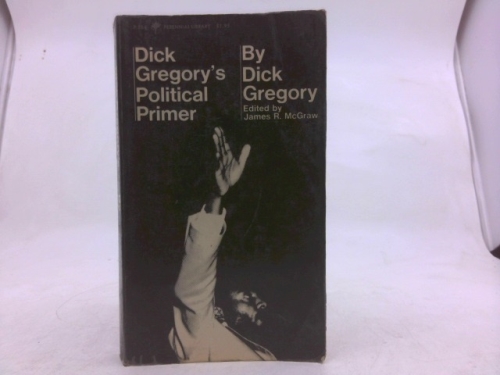 Dick
Gregory's
Political
Primer
By
Dick
Gregory
Edited by
James R. McGraw